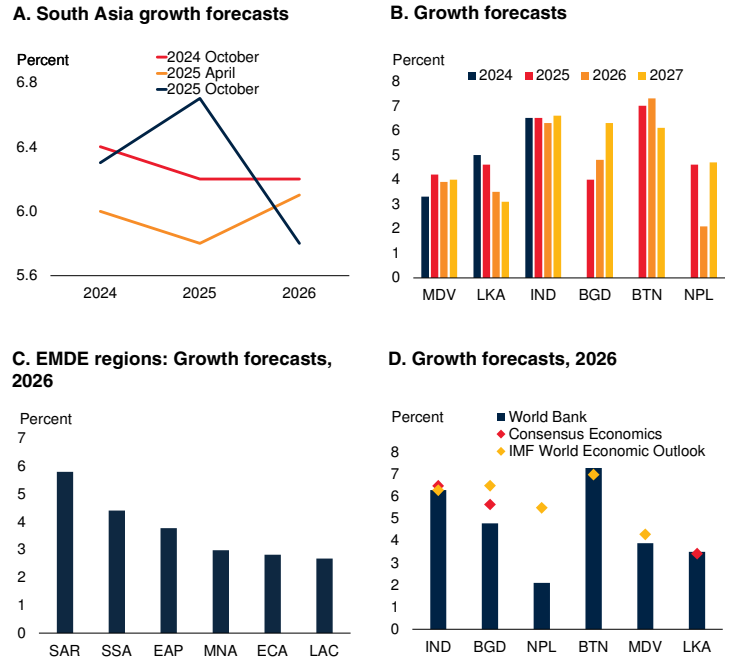 A. South Asia growth forecasts
Percent
2024 October
2025 April
2025 October
6.8
6.4
6.0
5.6
2024 2025 2026
B. Growth forecasts
Percent
2024 2025 2026 2027
8
7
6
5
4
3
2
1
0
MDV LKA IND BGD BTN NPL
C. EMDE regions: Growth forecasts,
2026
Percent
7
6
5
4
3
2
1
0
SAR SSA EAP MNA ECA LAC
D. Growth forecasts, 2026
Percent
World Bank
Consensus Economics
IMF World Economic Outlook
8
7
6
5
4
3
2
1
0
IND BGD NPL BTN MDV LKA